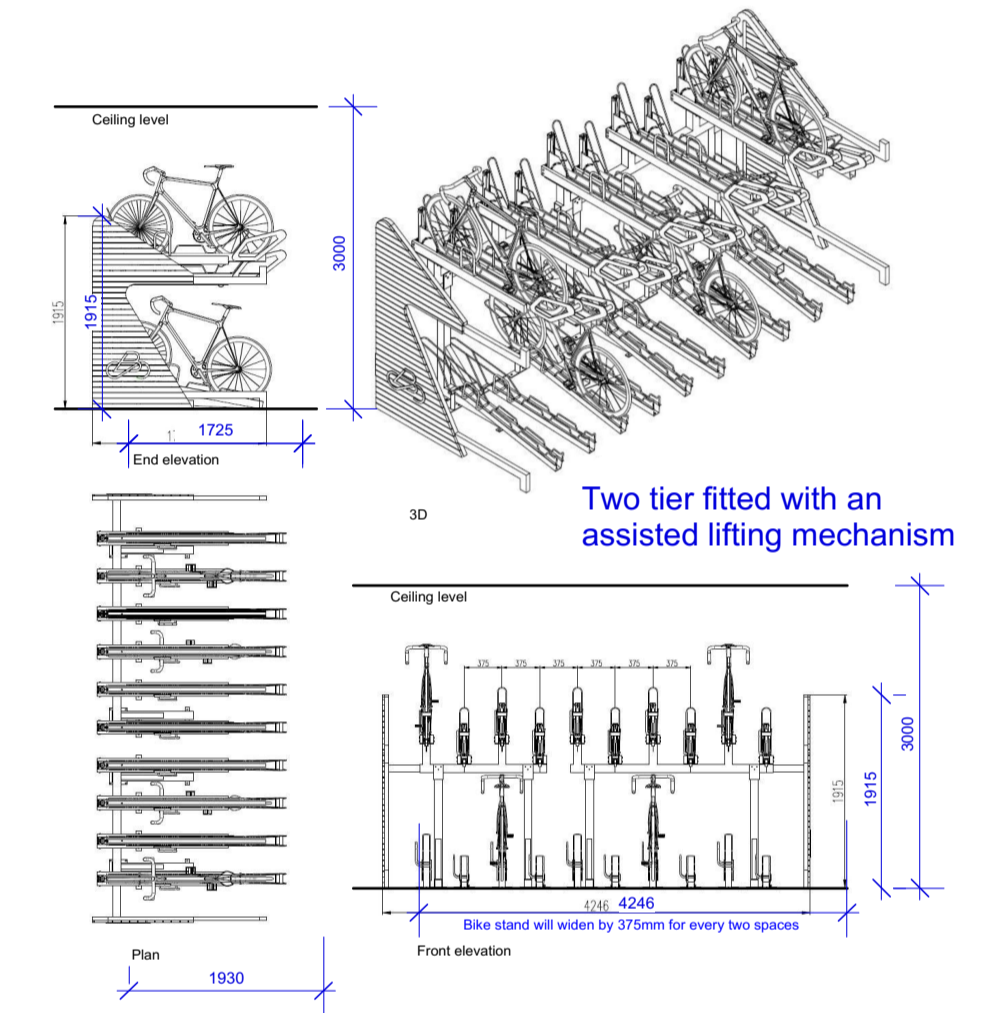 Ceiling level
3000
1915
1915
1725
End elevation
3D
Two tier fitted with an
assisted lifting mechanism
Ceiling level
375 375 375 375 375 375
3000
1915
1915
4246 4246
Bike stand will widen by 375mm for every two spaces
Front elevation
Plan
1930